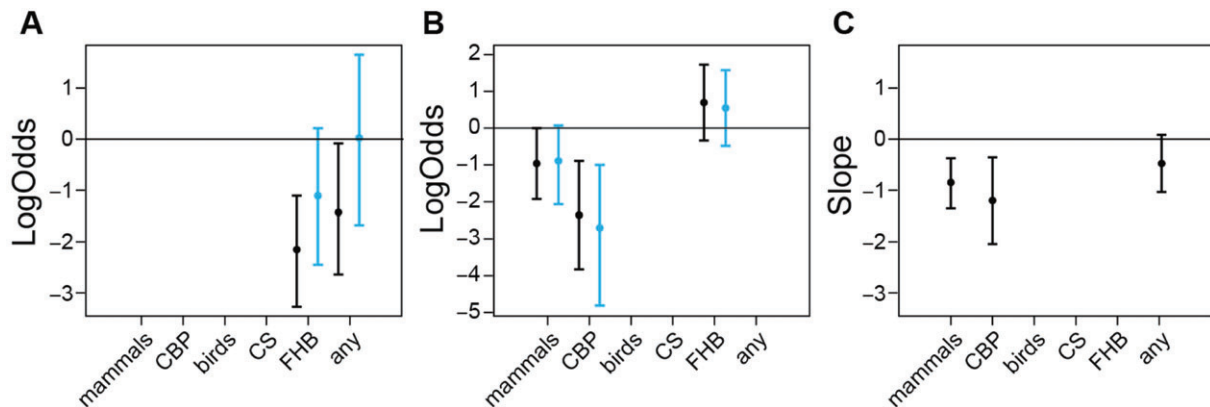 A
LogOdds
1
0
–1
–2
–3
mammals
CBP
birds
CS
FHB
any
B
LogOdds
2
1
0
–1
–2
–3
–4
–5
mammals
CBP
birds
CS
FHB
any
C
Slope
1
0
–1
–2
–3
mammals
CBP
birds
CS
FHB
any